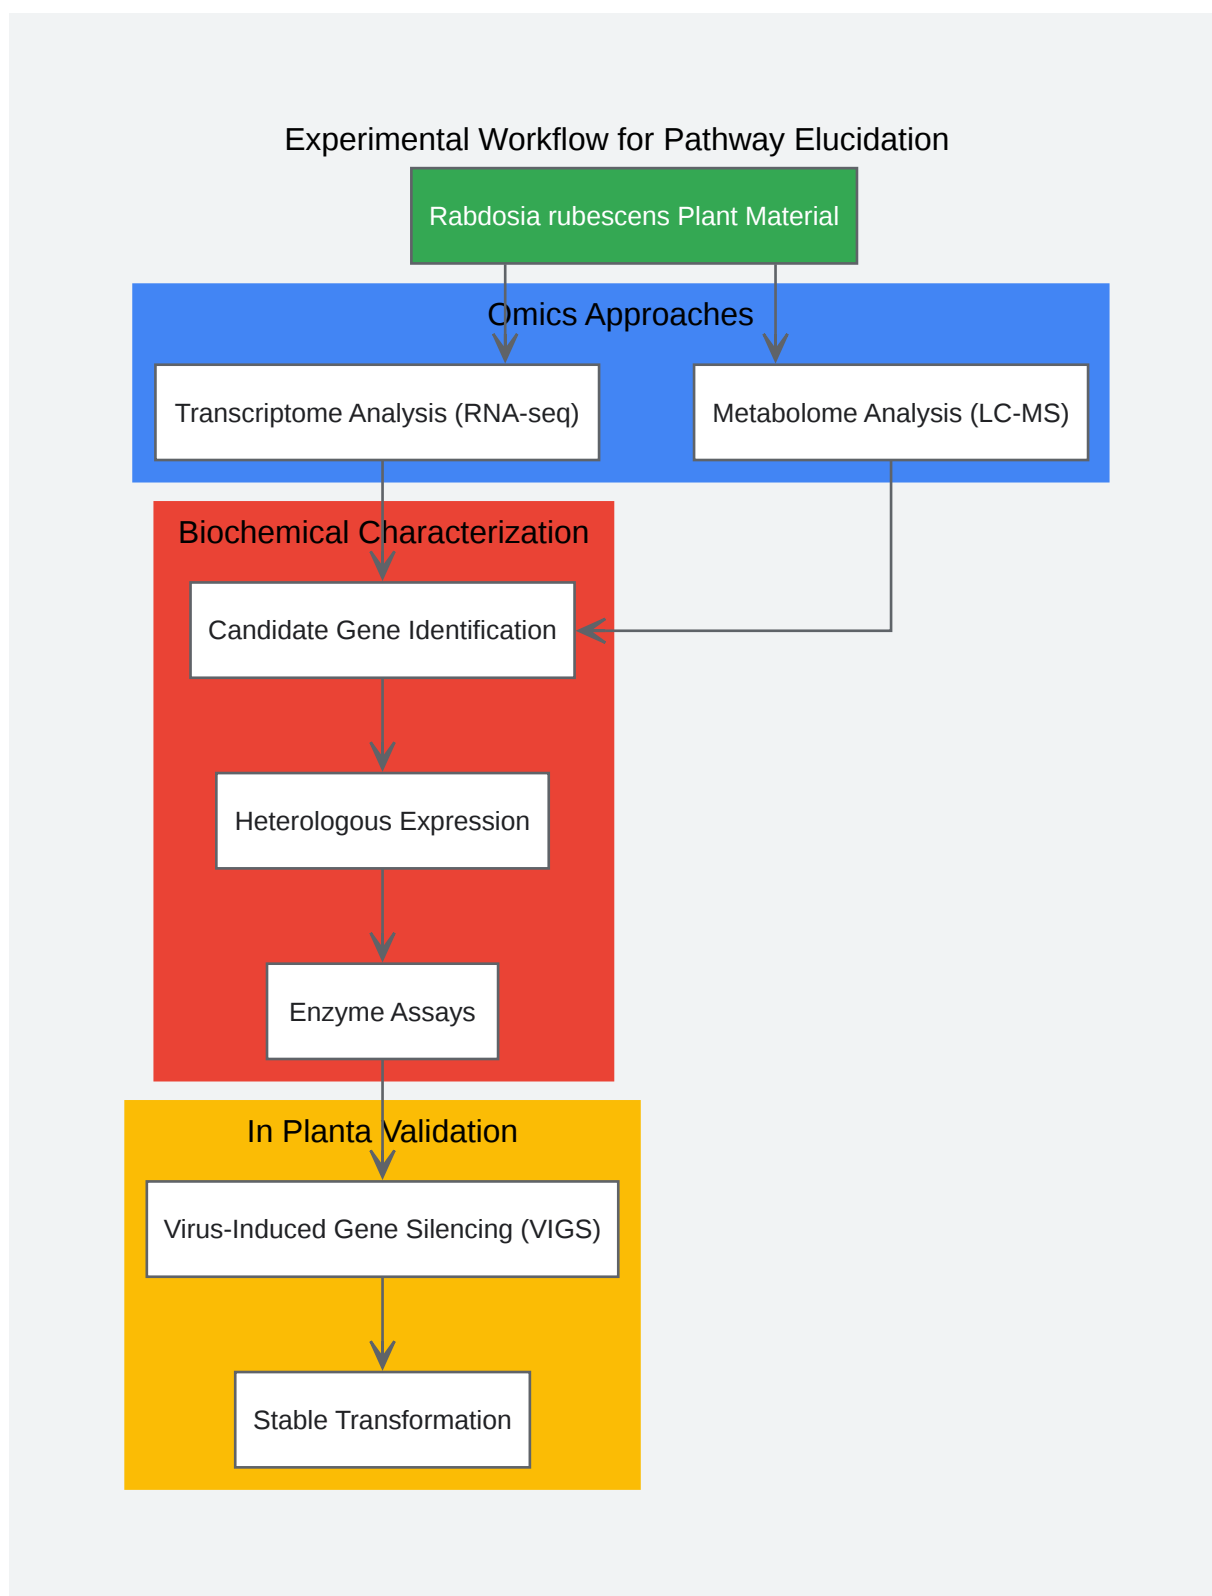 Experimental Workflow for Pathway Elucidation
Rabdosia rubescens Plant Material
Omics Approaches
Transcriptome Analysis (RNA-seq)
Metabolome Analysis (LC-MS)
Biochemical Characterization
Candidate Gene Identification
Heterologous Expression
Enzyme Assays
In Planta Validation
Virus-Induced Gene Silencing (VIGS)
Stable Transformation